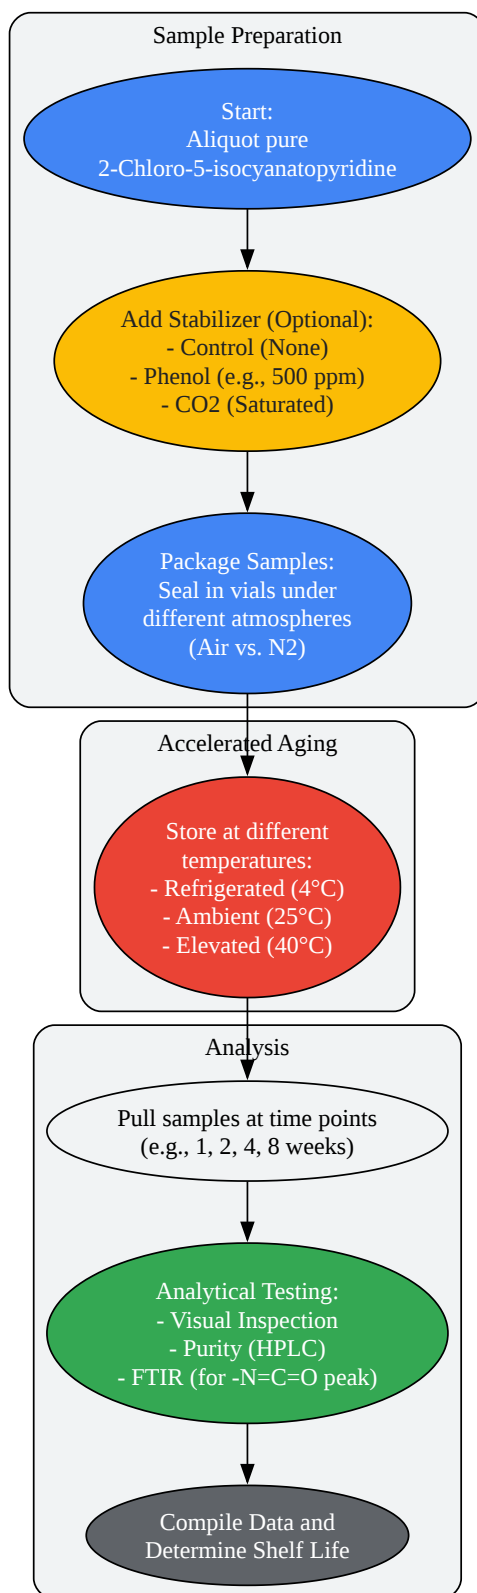 Sample Preparation
Start:
Aliquot pure
2-Chloro-5-isocyanatopyridine
Add Stabilizer (Optional):
- Control (None)
- Phenol (e.g., 500 ppm)
- CO2 (Saturated)
Package Samples:
Seal in vials under
different atmospheres
(Air vs. N2)
Accelerated Aging
Store at different
temperatures:
- Refrigerated (4°C)
- Ambient (25°C)
- Elevated (40°C)
Analysis
Pull samples at time points
(e.g., 1, 2, 4, 8 weeks)
Analytical Testing:
- Visual Inspection
- Purity (HPLC)
- FTIR (for -N=C=O peak)
Compile Data and
Determine Shelf Life